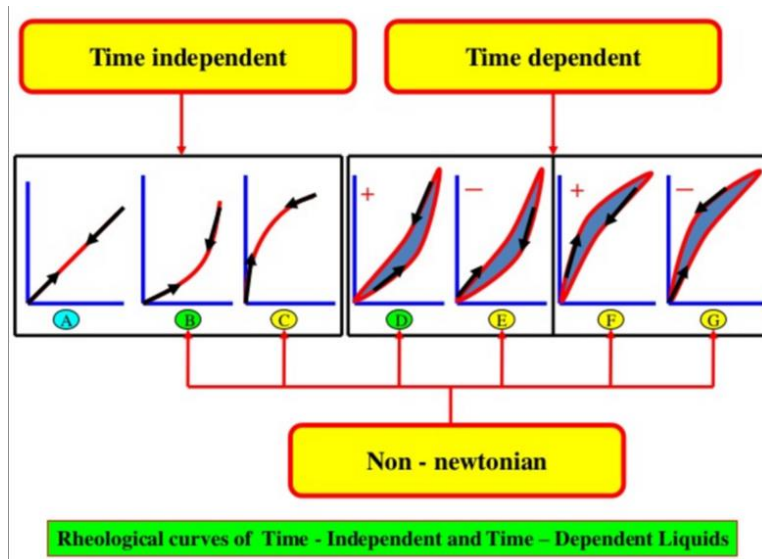 Time independent
Time dependent
+
−
+
−
A
B
C
D
E
F
G
Non - newtonian
Rheological curves of Time - Independent and Time – Dependent Liquids